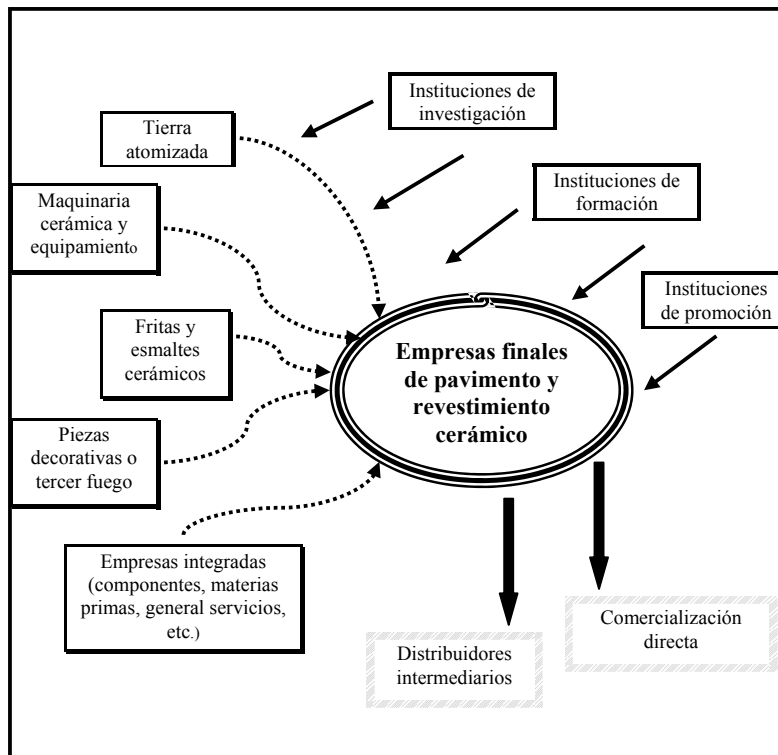 Instituciones de
investigación
Tierra
atomizada
Instituciones de
formación
Maquinaria
cerámica y
equipamiento
Instituciones
de promoción
Fritas y
esmaltes
cerámicos
Empresas finales
de pavimento y
revestimiento
cerámico
Piezas
decorativas o
tercer fuego
Empresas integradas
(componentes, materias
primas, general servicios,
etc.)
Distribuidores
intermediarios
Comercialización
directa